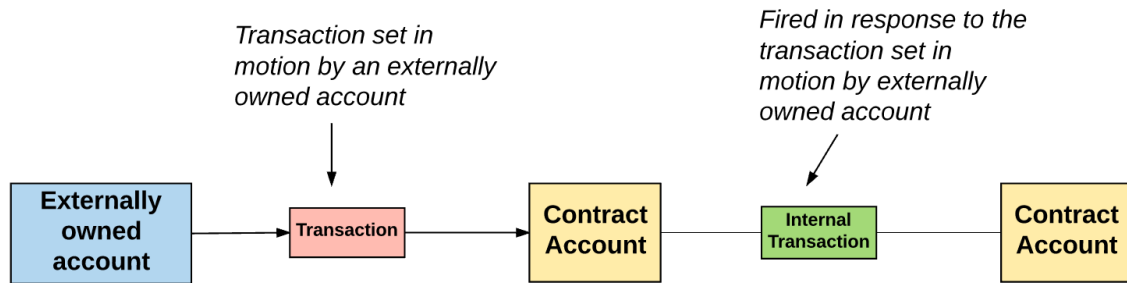 Transaction set in
motion by an externally
owned account
Fired in response to the
transaction set in
motion by externally
owned account
Externally
owned
account
Transaction
Contract
Account
Internal
Transaction
Contract
Account